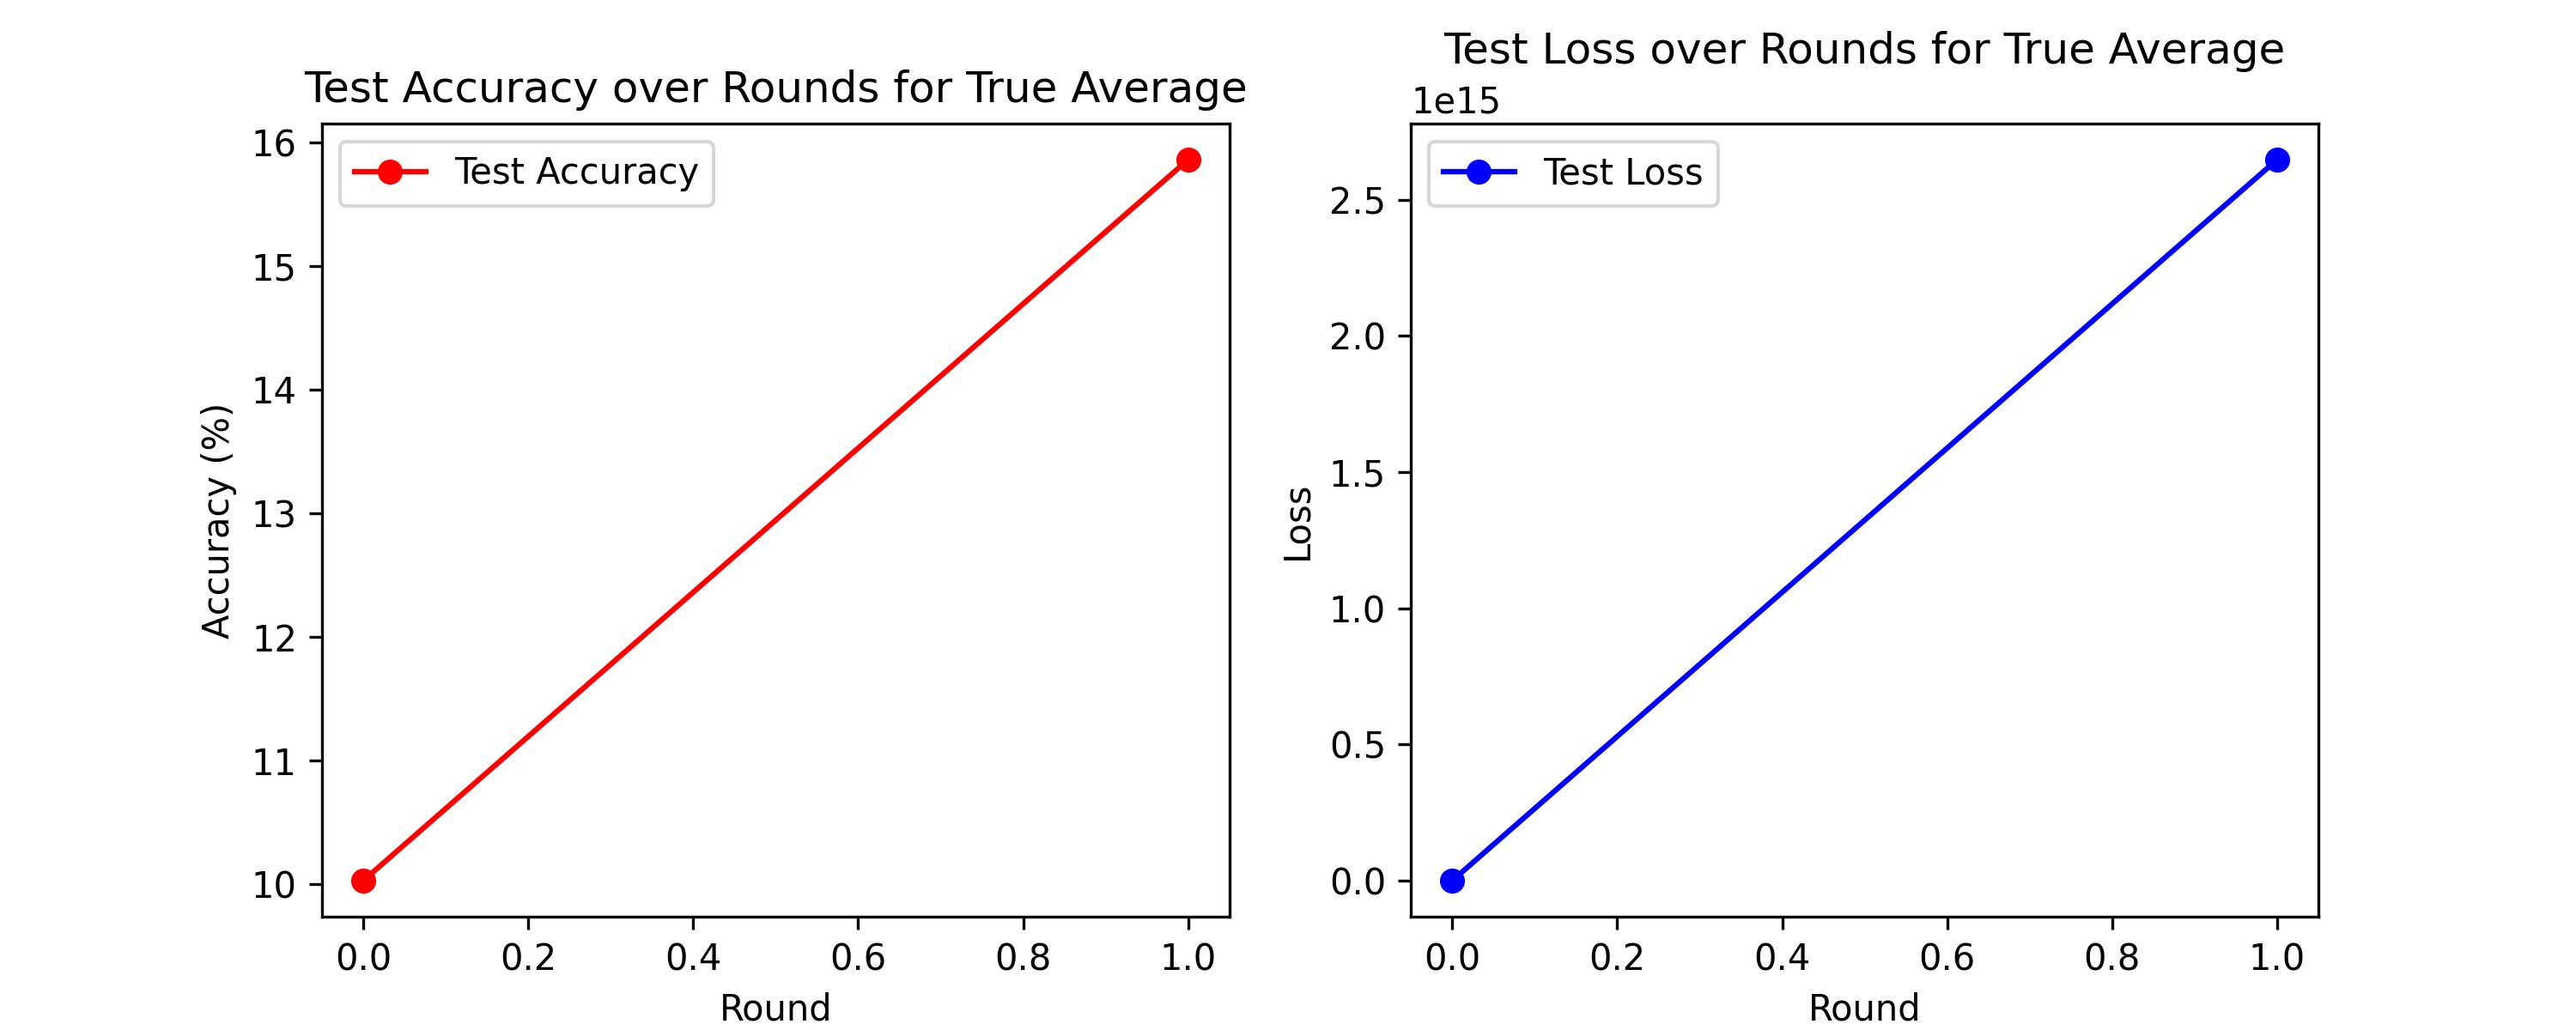 Test Accuracy over Rounds for True Average
Test Accuracy
16
15
14
13
12
11
10
Accuracy (%)
0.0 0.2 0.4 0.6 0.8 1.0
Round
Test Loss over Rounds for True Average
1e15
Test Loss
2.5
2.0
1.5
1.0
0.5
0.0
Loss
0.0 0.2 0.4 0.6 0.8 1.0
Round